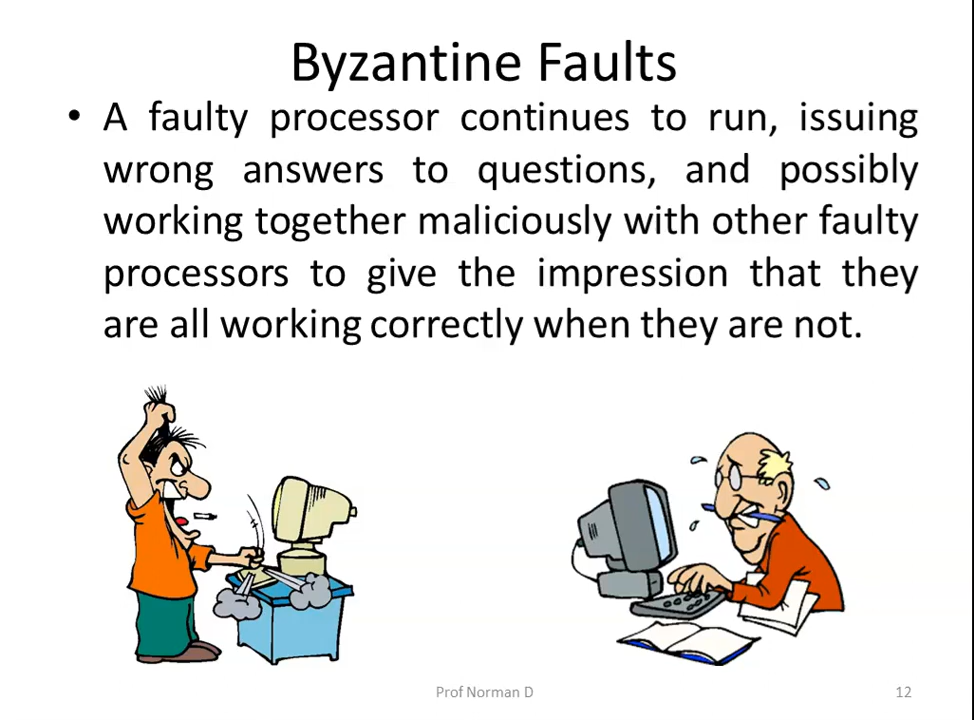 Byzantine Faults
• A faulty processor continues to run, issuing
wrong answers to questions, and possibly
working together maliciously with other faulty
processors to give the impression that they
are all working correctly when they are not.
Prof Norman D
12